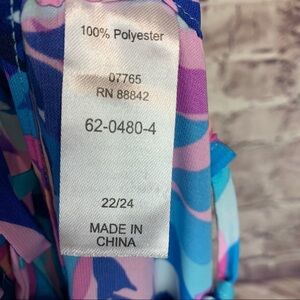 100% Polyester
07765
RN 88842
62-0480-4
22/24
MADE IN
CHINA